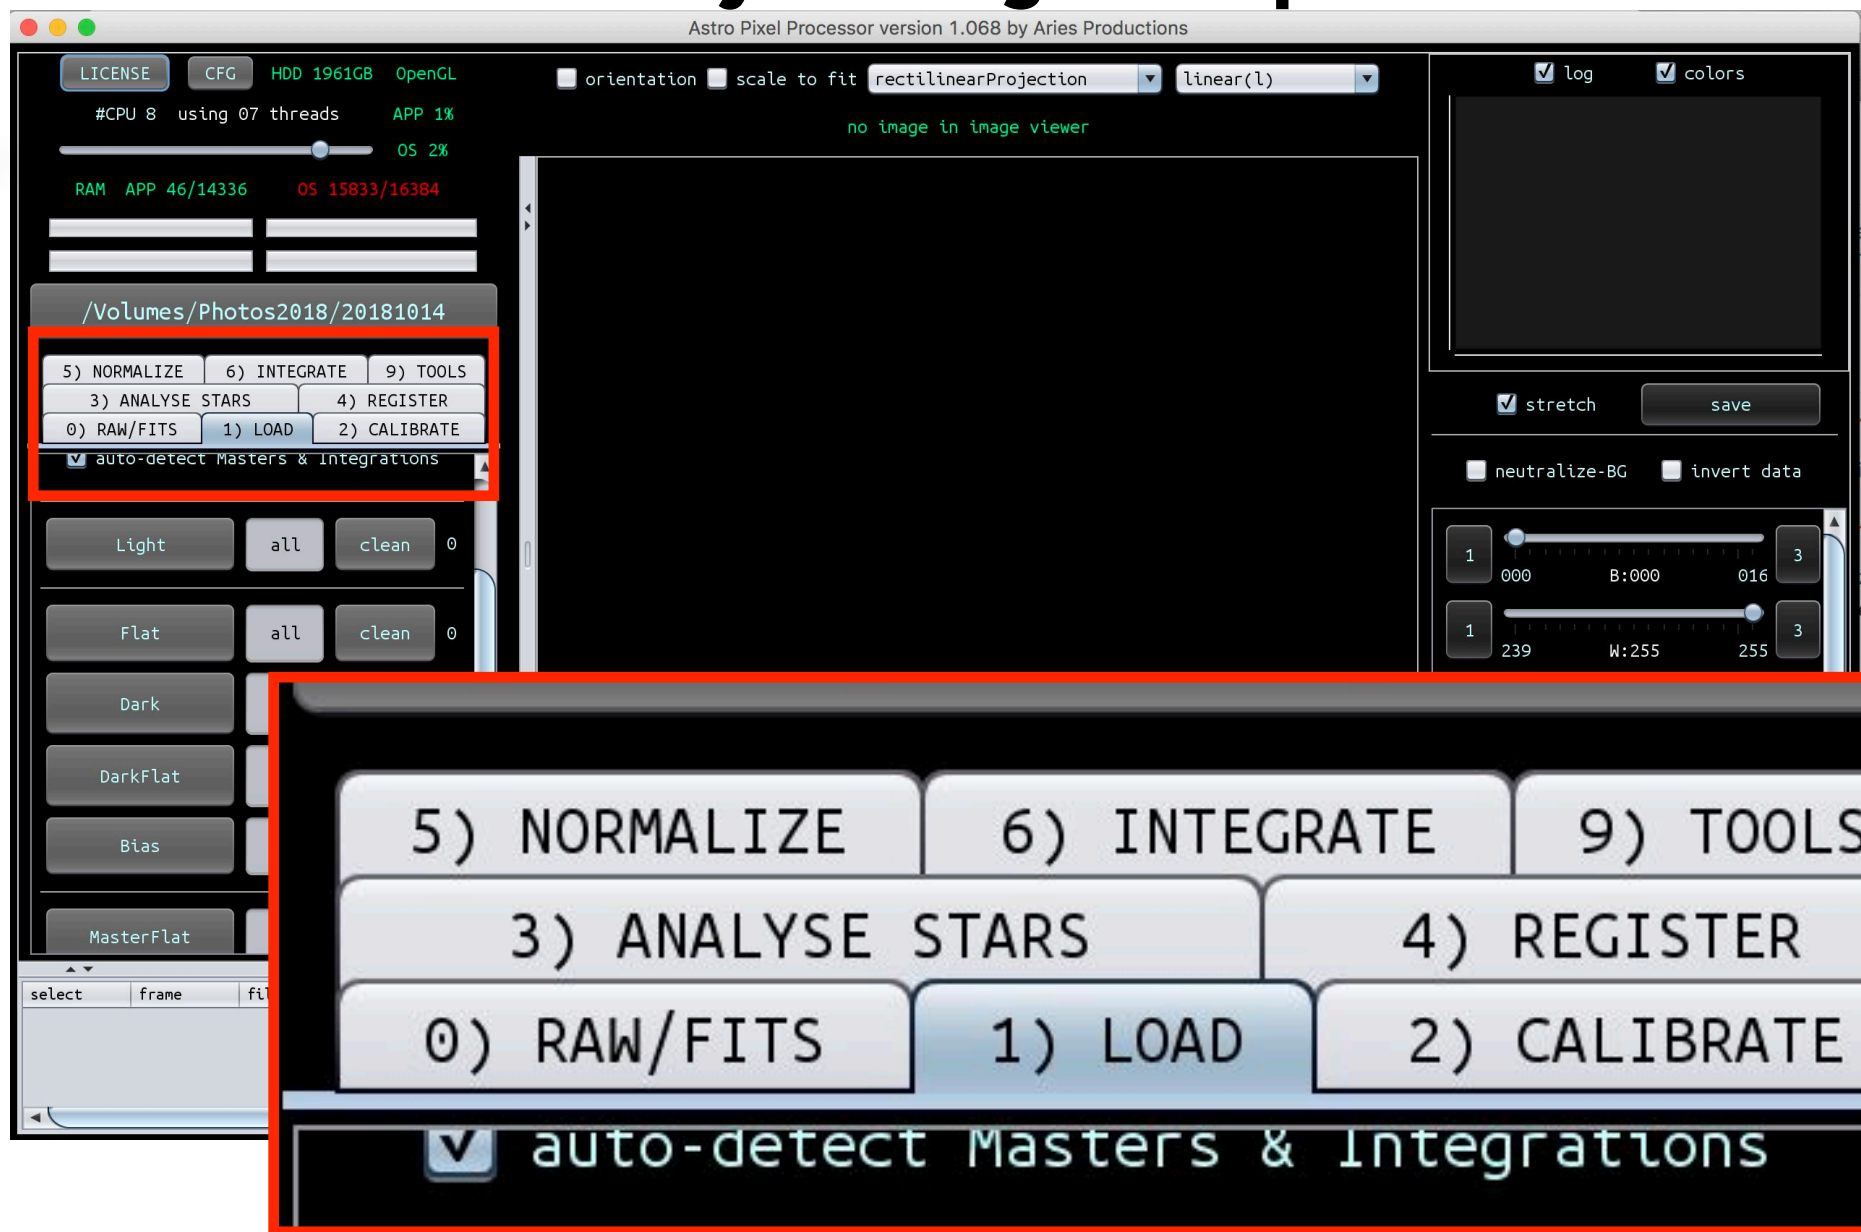 Astro Pixel Processor version 1.068 by Aries Productions
LICENSE CFG HDD 1961GB OpenGL
#CPU 8 using 07 threads APP 1%
OS 2%
RAM APP 46/14336 OS 15833/16384
/Volumes/Photos2018/20181014
5) NORMALIZE 6) INTEGRATE 9) TOOLS
3) ANALYSE STARS 4) REGISTER
0) RAW/FITS 1) LOAD 2) CALIBRATE
auto-detect Masters & Integrations
Light all clean 0
Flat all clean 0
Dark
DarkFlat
Bias
MasterFlat
select frame
orientation scale to fit rectilinearProjection linear(l)
no image in image viewer
log colors
stretch save
neutralize-BG invert data
1 000 B:000 016 3
1 239 W:255 255 3
5) NORMALIZE 6) INTEGRATE 9) TOOLS
3) ANALYSE STARS 4) REGISTER
0) RAW/FITS 1) LOAD 2) CALIBRATE
auto-detect Masters & Integrations